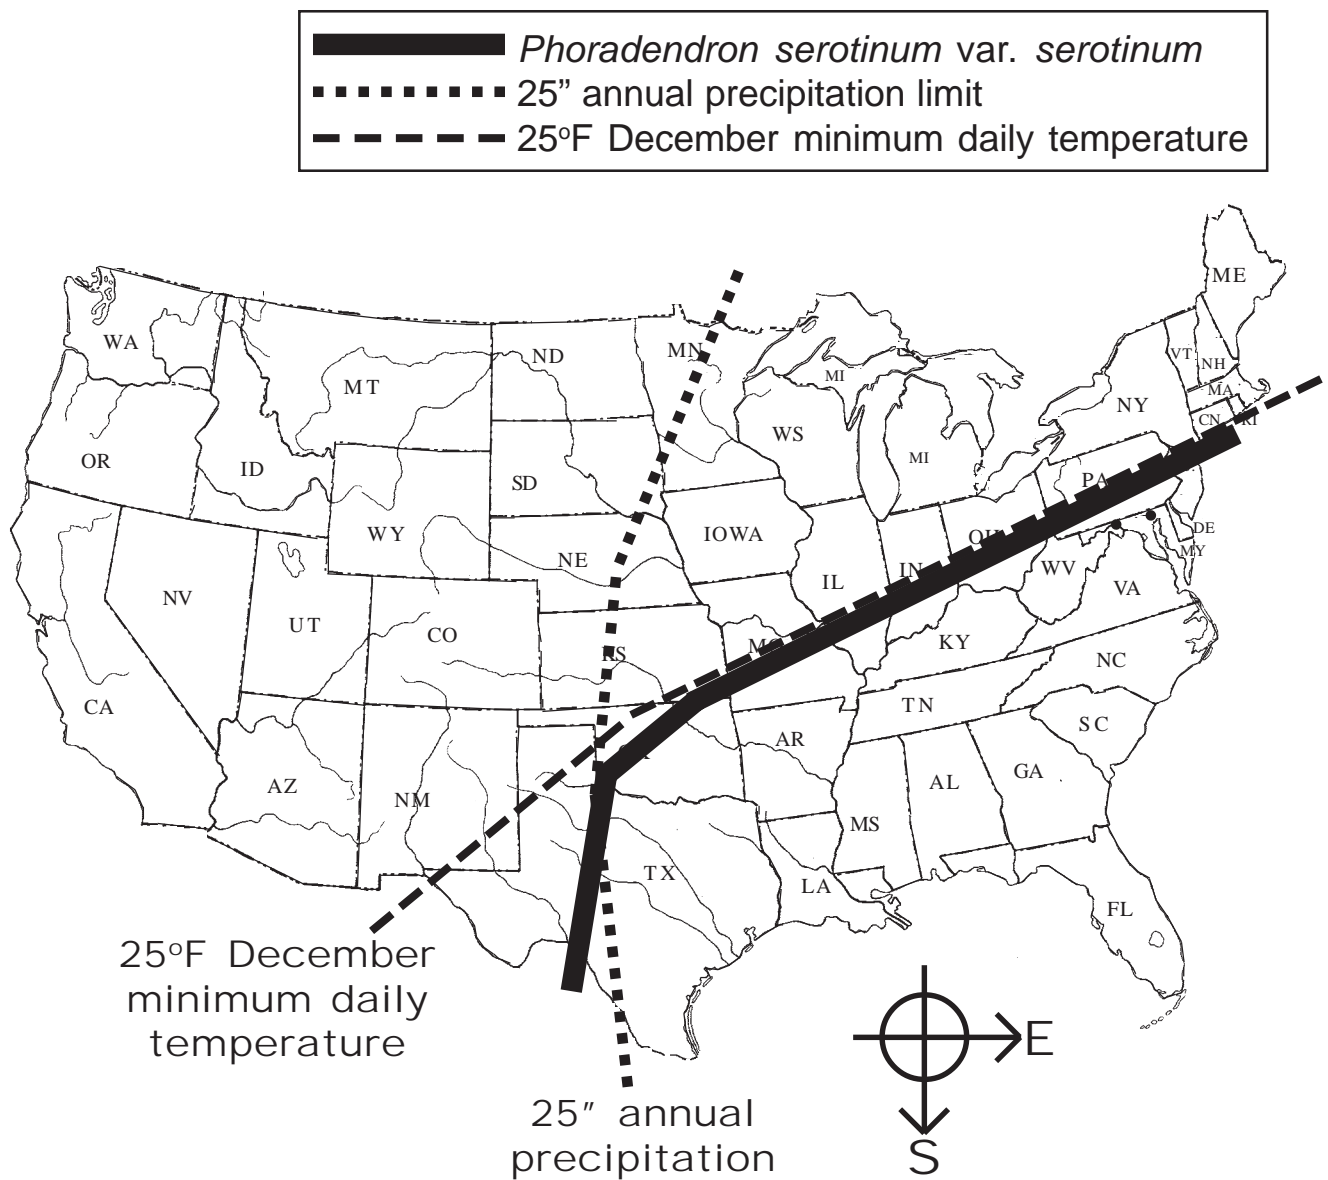 Phoradendron serotinum var. serotinum
25” annual precipitation limit
25°F December minimum daily temperature
ME
WA
ND
MN
MT
MI
VT
NH
MA
NY
CN
RI
WS
OR
ID
MI
SD
PA
WY
IOWA
OH
DE
NE
MY
IL
IN
WV
VA
NV
UT
CO
KS
MO
KY
NC
CA
TN
SC
AR
AZ
NM
AL
GA
MS
TX
LA
FL
25°F December
minimum daily
temperature
E
25” annual
precipitation
S